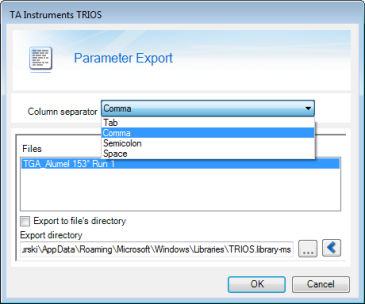 TA Instruments TRIOS
Parameter Export
Column separator Comma
Tab
Comma
Semicolon
Space
Files
TGA_Alumel 153° Run 1
Export to file's directory
Export directory
urski\AppData\Roaming\Microsoft\Windows\Libraries\TRIOS.library-ms ...
OK Cancel